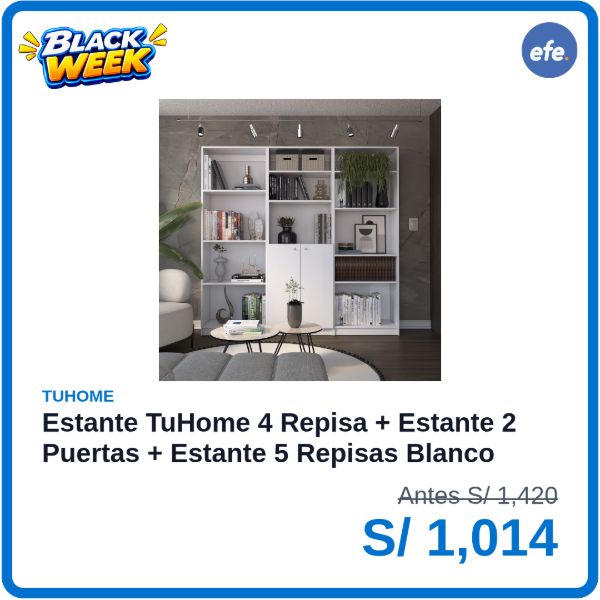 BLACK
WEEK
efe.
TUHOME
Estante TuHome 4 Repisa + Estante 2
Puertas + Estante 5 Repisas Blanco
Antes S/ 1,420
S/ 1,014